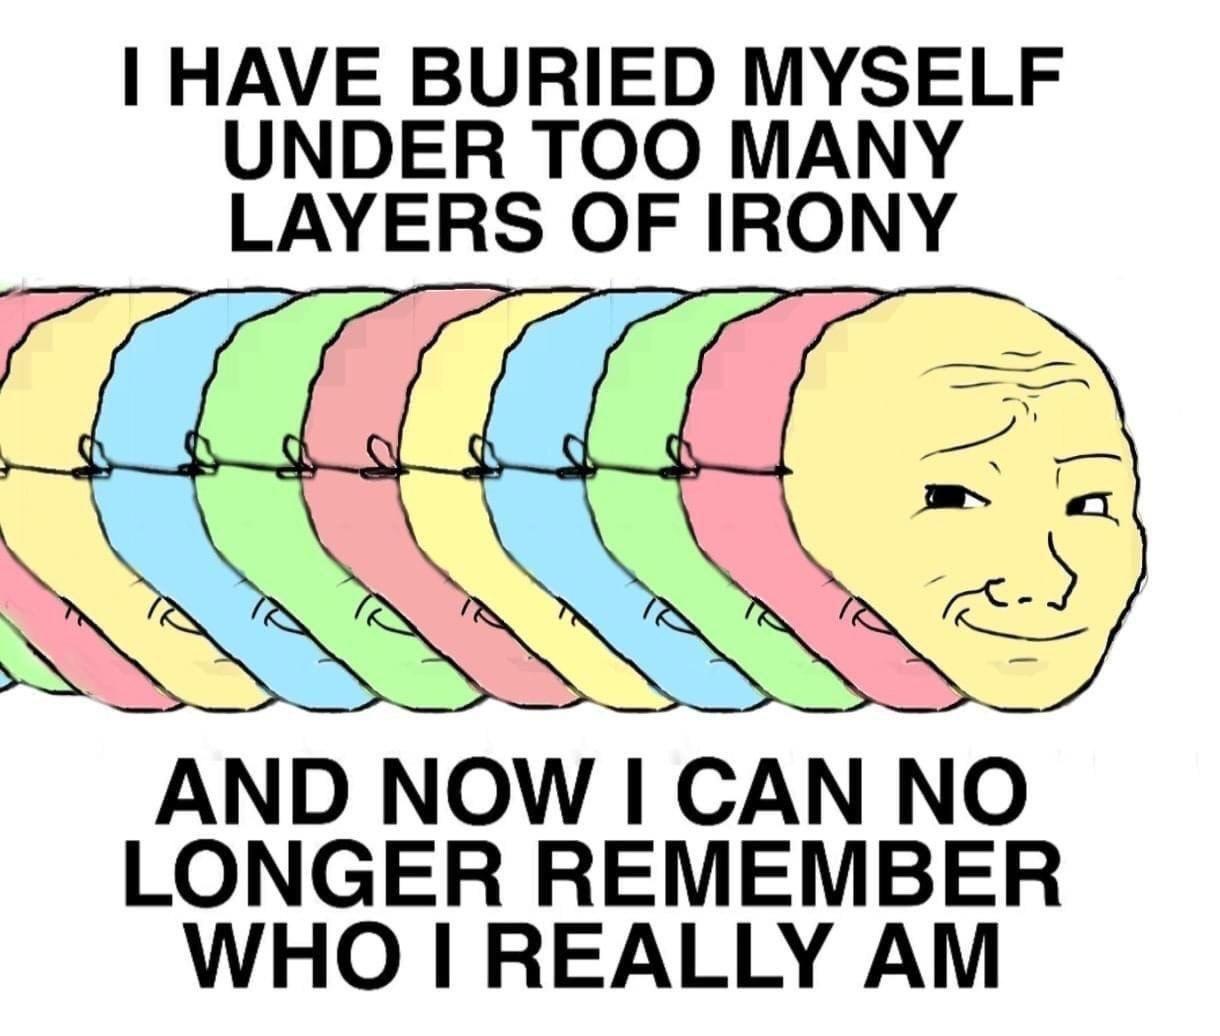 I HAVE BURIED MYSELF
UNDER TOO MANY
LAYERS OF IRONY
AND NOW I CAN NO
LONGER REMEMBER
WHO I REALLY AM